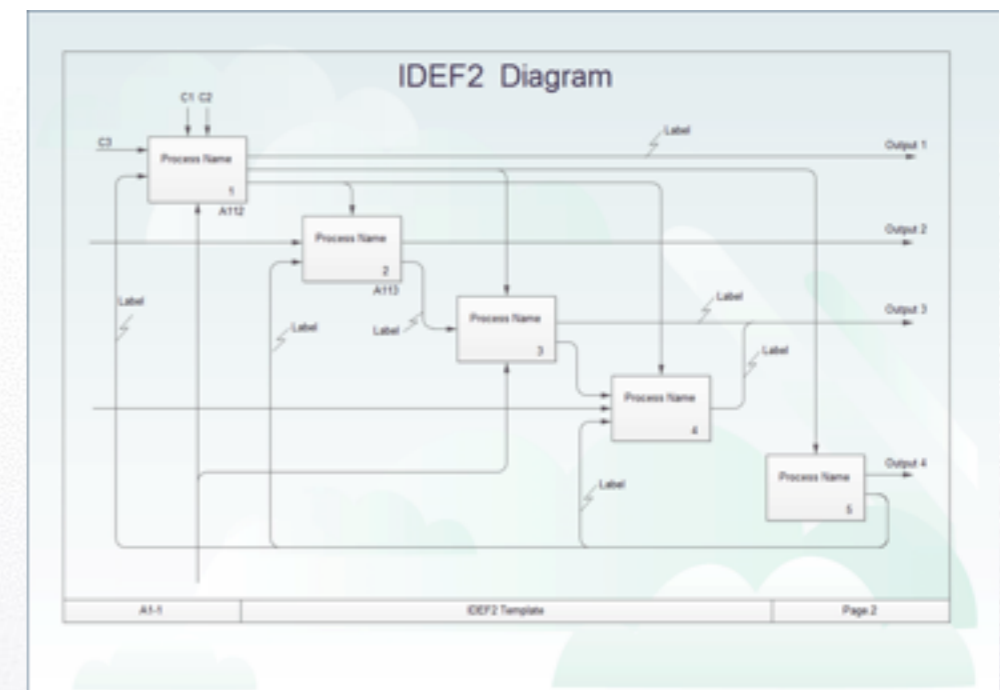 IDEF2 Diagram
C1 C2
C3
Process Name
1
A112
Label
Output 1
Process Name
2
A113
Output 2
Label
Label
Label
Process Name
3
Label
Output 3
Label
Process Name
4
Label
Process Name
5
Output 4
A1-1
IDEF2 Template
Page 2